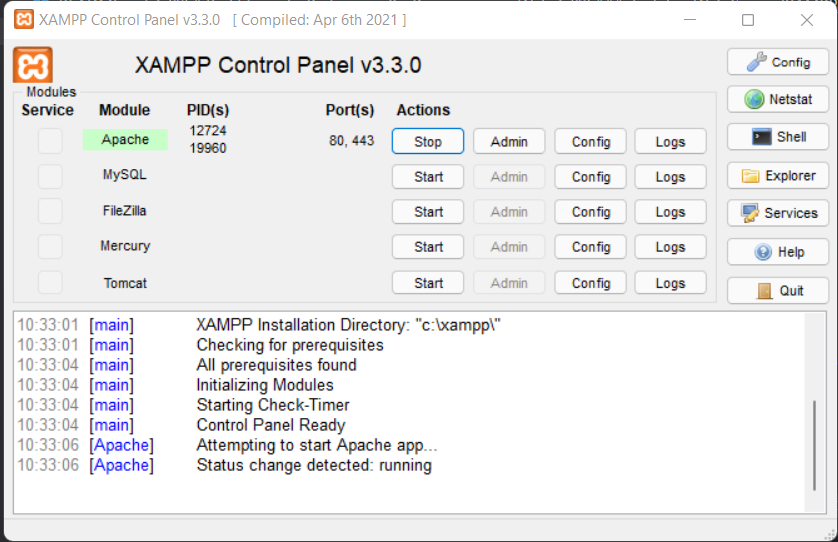 XAMPP Control Panel v3.3.0 [ Compiled: Apr 6th 2021 ]
XAMPP Control Panel v3.3.0
Config
Modules
Service Module PID(s) Port(s) Actions
Netstat
Apache 12724 19960 80, 443 Stop Admin Config Logs
Shell
MySQL Start Admin Config Logs
Explorer
FileZilla Start Admin Config Logs
Services
Mercury Start Admin Config Logs
Help
Tomcat Start Admin Config Logs
Quit
10:33:01 [main] XAMPP Installation Directory: "c:\xampp\"
10:33:01 [main] Checking for prerequisites
10:33:04 [main] All prerequisites found
10:33:04 [main] Initializing Modules
10:33:04 [main] Starting Check-Timer
10:33:04 [main] Control Panel Ready
10:33:06 [Apache] Attempting to start Apache app...
10:33:06 [Apache] Status change detected: running